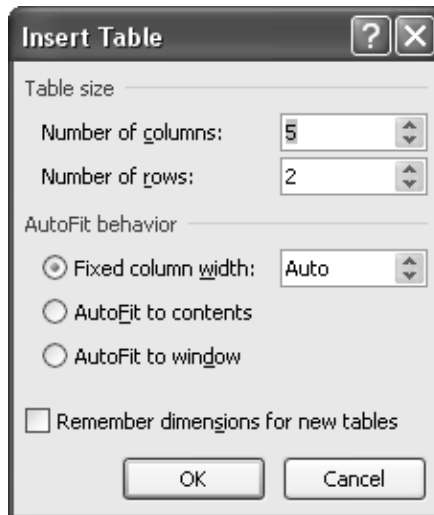 Insert Table
?
Table size
Number of columns: 5
Number of rows: 2
AutoFit behavior
Fixed column width: Auto
AutoFit to contents
AutoFit to window
Remember dimensions for new tables
OK Cancel